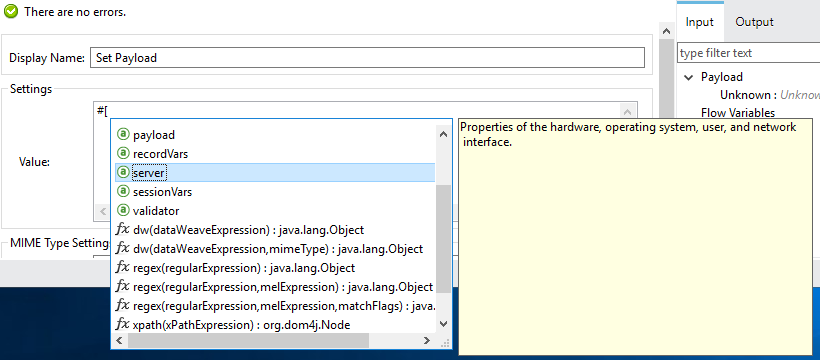 There are no errors.
Input
Output
Display Name:
Set Payload
type filter text
Payload
Unknown : Unknow
Flow Variables
Settings
#[
Value:
payload
recordVars
server
sessionVars
validator
dw(dataWeaveExpression) : java.lang.Object
dw(dataWeaveExpression,mimeType) : java.lang.Object
regex(regularExpression) : java.lang.Object
regex(regularExpression,melExpression) : java.lang.Object
regex(regularExpression,melExpression,matchFlags) : java.
xpath(xPathExpression) : org.dom4j.Node
Properties of the hardware, operating system, user, and network
interface.
MIME Type Setting